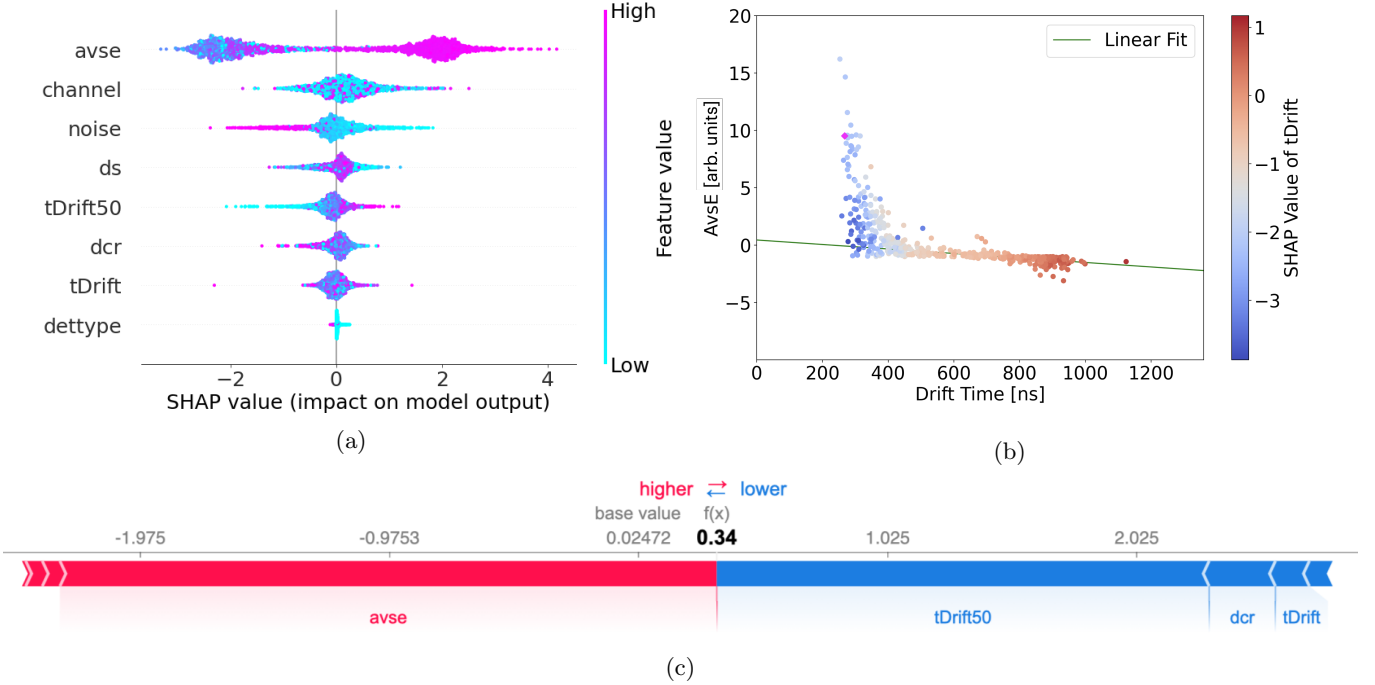 avse
channel
noise
ds
tDrift50
dcr
tDrift
dettype
−2 0 2 4
SHAP value (impact on model output)
High
Low
Feature value
(a)
20
15
10
5
0
−5
AvsE [arb. units]
Linear Fit
0 200 400 600 800 1000 1200
Drift Time [ns]
1
0
−1
−2
−3
SHAP Value of tDrift
(b)
higher lower
base value f(x)
-1.975 -0.9753 0.02472 0.34 1.025 2.025
avse tDrift50 dcr tDrift
(c)